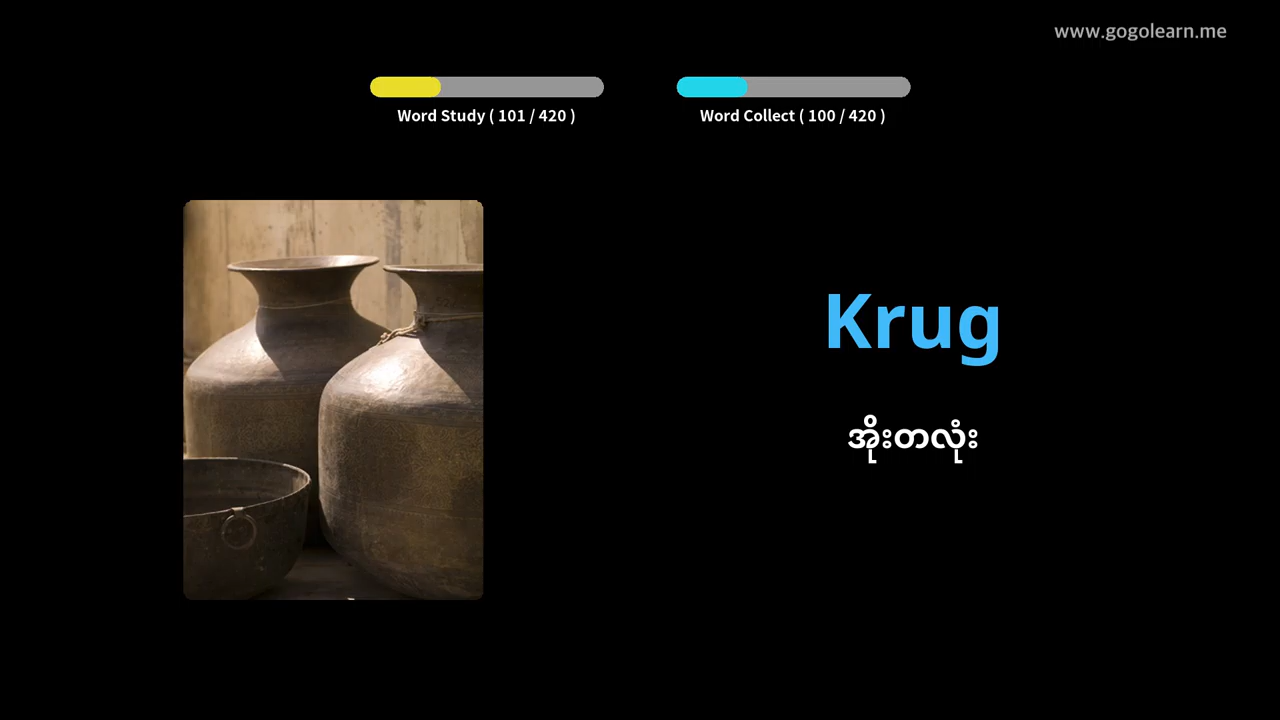 www.gogolearn.me
Word Study ( 101 / 420 )
Word Collect ( 100 / 420 )
Krug
အိုးတလုံး